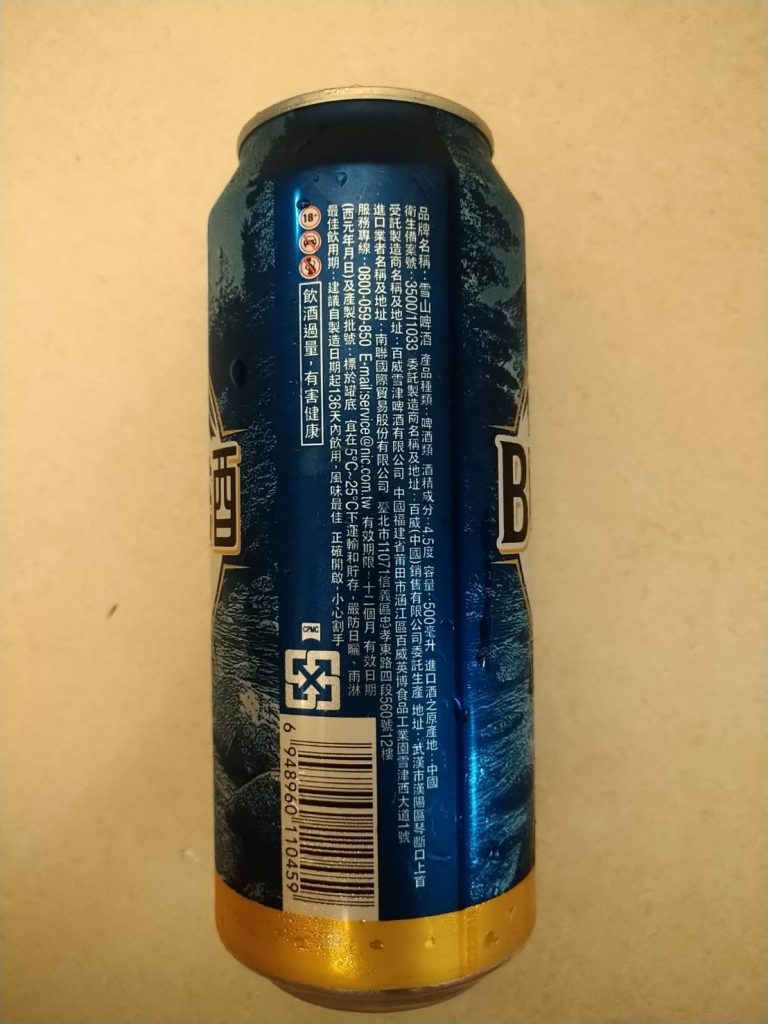 品牌名稱：雪山啤酒 產品種類：啤酒類 酒精成分：4.5度 容量：500毫升 進口酒之原產地：中國
衛生備案號：3500/11033 委託製造商名稱及地址：百威(中國)銷售有限公司委託生產 地址：武漢市漢陽區琴斷口上首
受託製造商名稱及地址：百威雪津啤酒有限公司 中國福建省莆田市涵江區百威英博食品工業園雪津西大道1號
進口業者名稱及地址：南聯國際貿易股份有限公司 臺北市11071信義區忠孝東路四段560號12樓
服務專線：0800-059-850 E-mail:service@nic.com.tw 有效期限：十二個月 有效日期
(西元年月日)及產製批號：標於罐底 宜在5°C~25°C下運輸和貯存，嚴防日曬、雨淋
最佳飲用期：建議自製造日期起136天內飲用，風味最佳 正確開啟，小心割手
18+
飲酒過量，有害健康
CPMC
6 948960 110459
酒
B